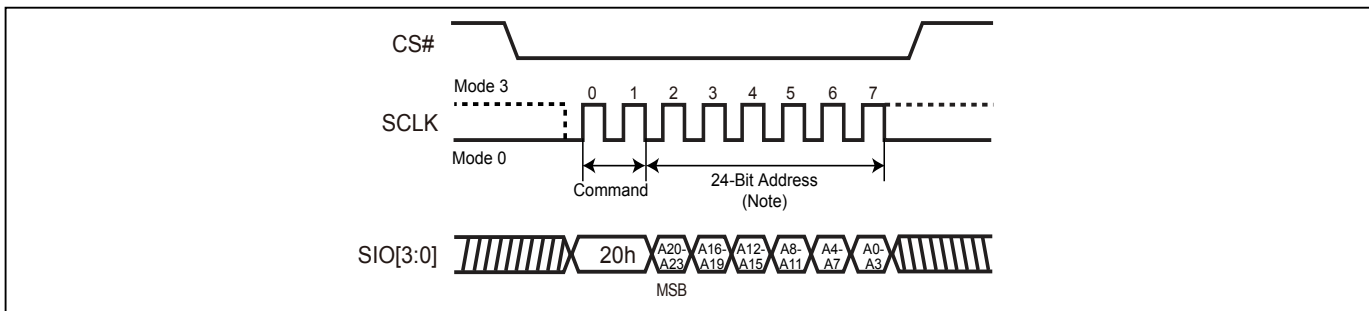 CS#
Mode 3
0 1 2 3 4 5 6 7
SCLK
Mode 0
Command
24-Bit Address
(Note)
SIO[3:0]
20h
A20-
A23
A16-
A19
A12-
A15
A8-
A11
A4-
A7
A0-
A3
MSB